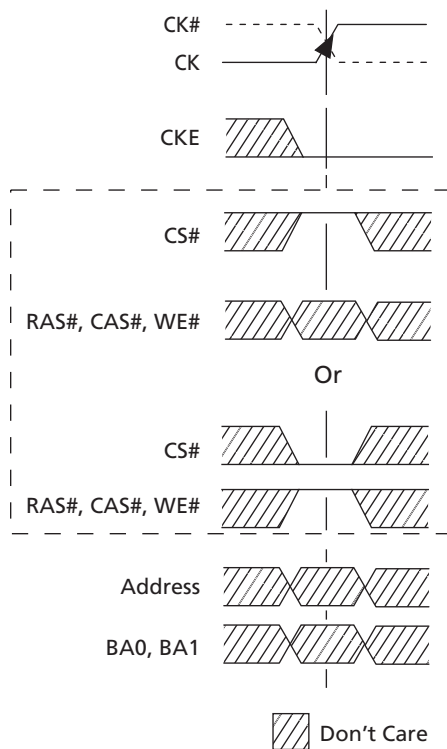 CK#
CK
CKE
CS#
RAS#, CAS#, WE#
Or
CS#
RAS#, CAS#, WE#
Address
BA0, BA1
Don't Care